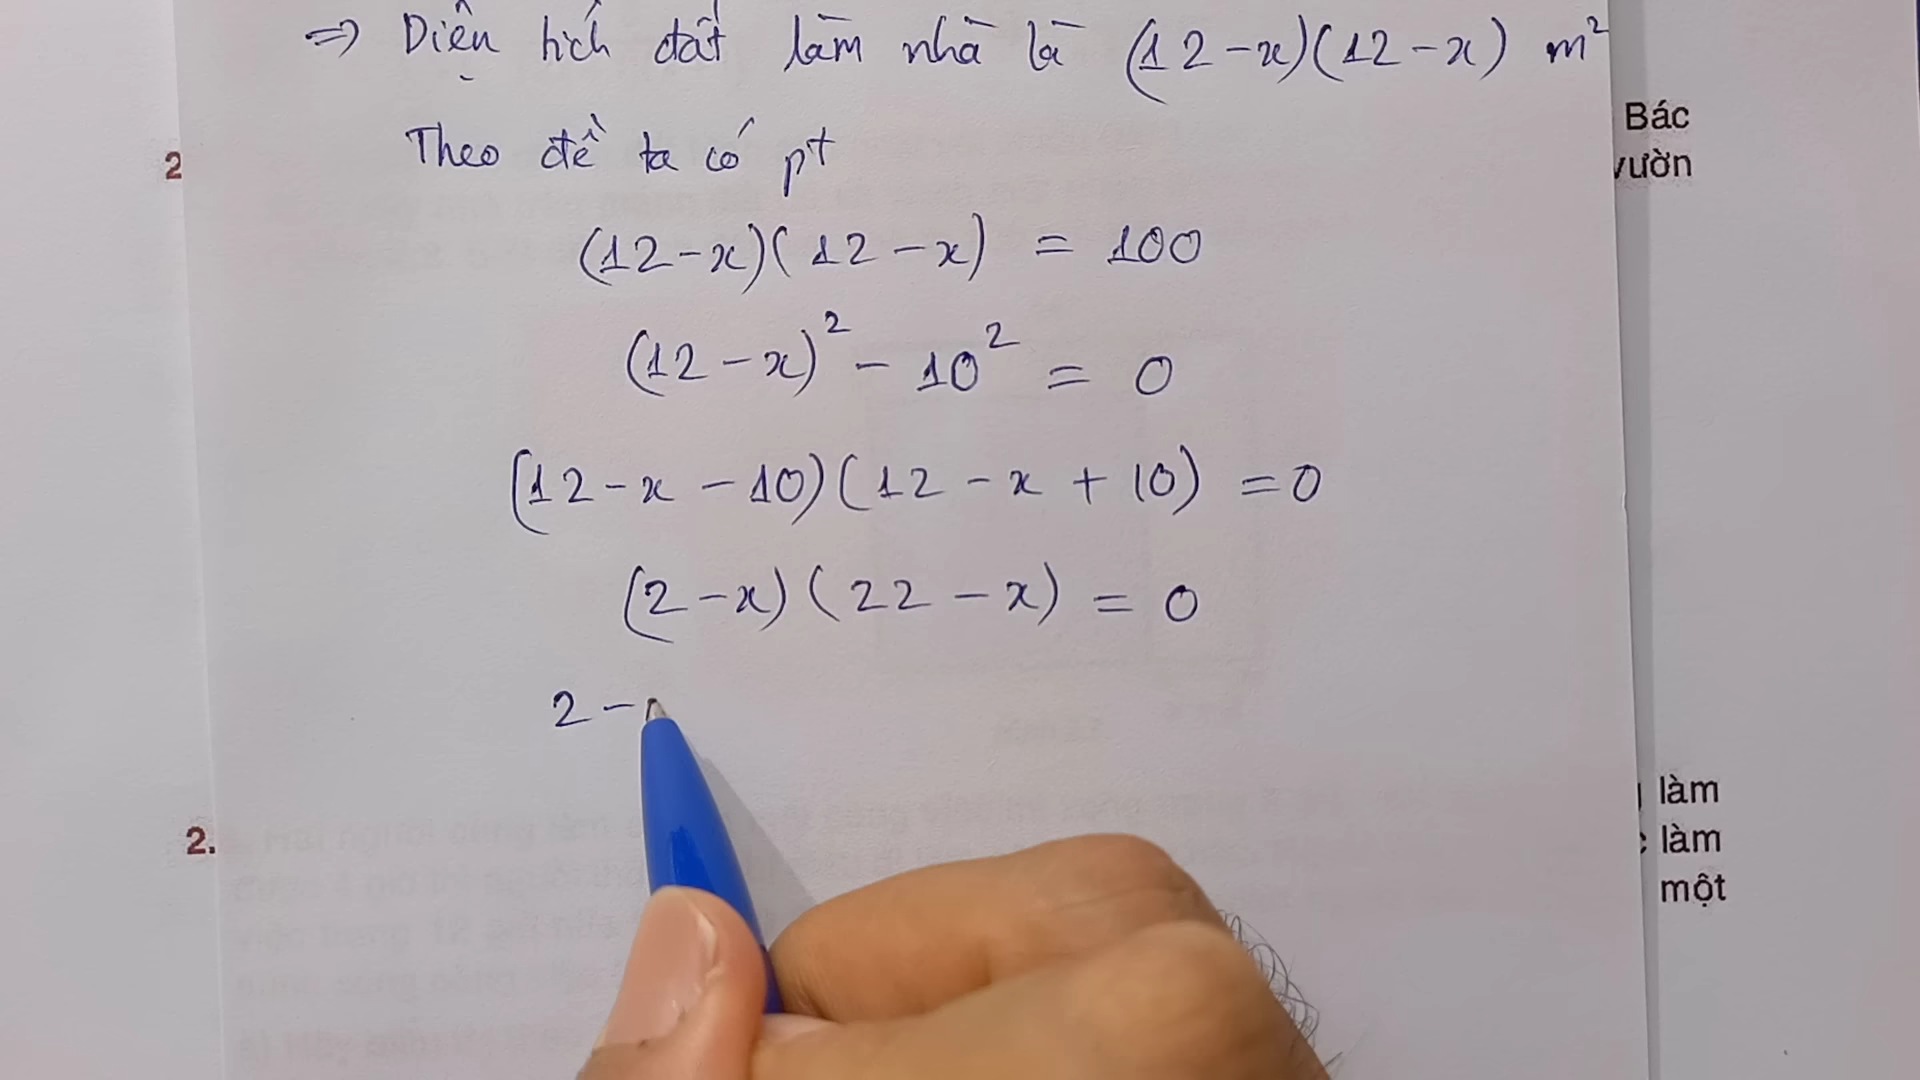 ⇒ Diện tích đất làm nhà là (12-x)(12-x) m²
Bác
2
vườn
Theo đề ta có pt
(12-x)(12-x) = 100
(12-x)² - 10² = 0
(12-x-10)(12-x+10) = 0
(2-x)(22-x) = 0
2 -
làm
2.
làm
một